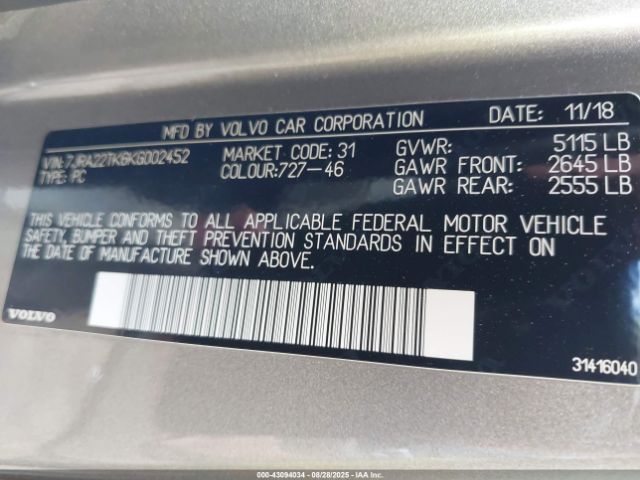 MFD BY VOLVO CAR CORPORATION DATE: 11/18
VIN:7JRA22TKBKG002452 MARKET CODE:31 GVWR: 5115 LB
TYPE: PC COLOUR:727-46 GAWR FRONT: 2645 LB
GAWR REAR: 2555 LB
THIS VEHICLE CONFORMS TO ALL APPLICABLE FEDERAL MOTOR VEHICLE
SAFETY, BUMPER AND THEFT PREVENTION STANDARDS IN EFFECT ON
THE DATE OF MANUFACTURE SHOWN ABOVE.
VOLVO
31416040
000-43094034 - 08/28/2025 - IAA Inc.